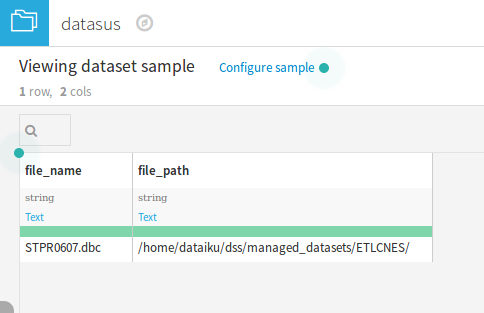 datasus
Viewing dataset sample Configure sample
1 row, 2 cols
file_name file_path
string string
Text Text
STPR0607.dbc /home/dataiku/dss/managed_datasets/ETLCNES/